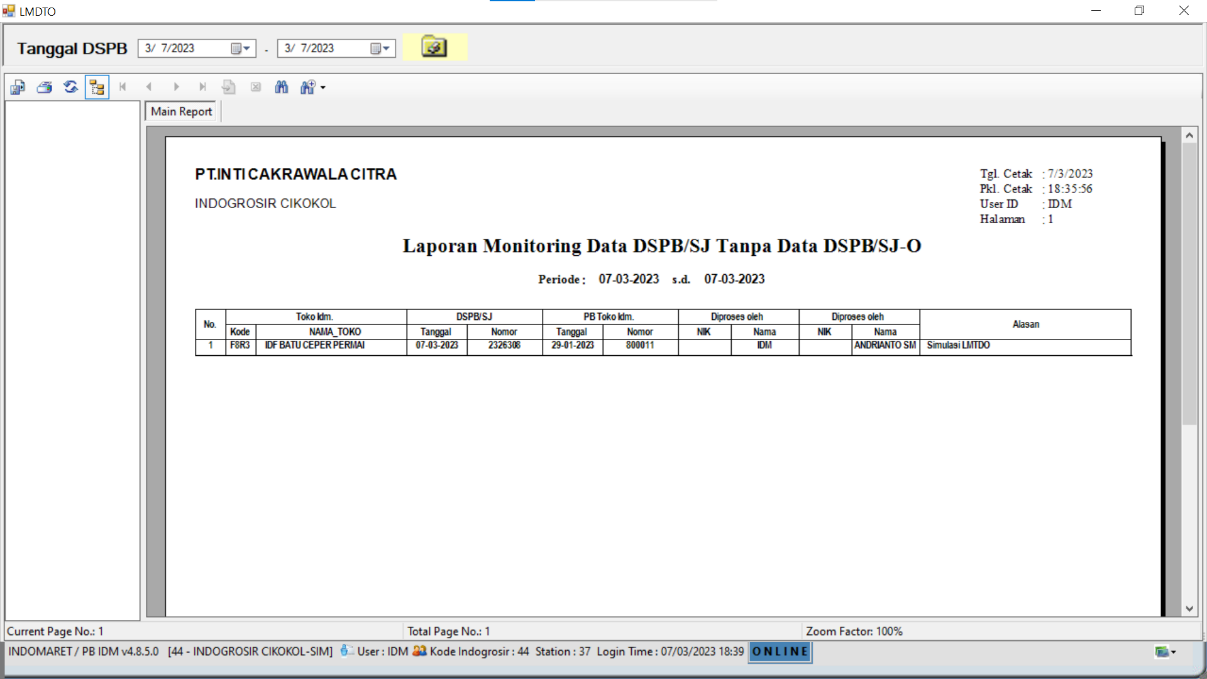 LMDTO
Tanggal DSPB 3/ 7/2023 - 3/ 7/2023
Main Report
PT.INTI CAKRAWALA CITRA
INDOGROSIR CIKOKOL
Tgl. Cetak : 7/3/2023
Pkl. Cetak : 18:35:56
User ID : IDM
Halaman : 1
Laporan Monitoring Data DSPB/SJ Tanpa Data DSPB/SJ-O
Periode : 07-03-2023 s.d. 07-03-2023
No. Toko Idm. DSPB/SJ PB Toko Idm. Diproses oleh Diproses oleh Alasan
Kode NAMA_TOKO Tanggal Nomor Tanggal Nomor NIK Nama NIK Nama
1 F8R3 IDF BATU CEPER PERMAI 07-03-2023 2326308 29-01-2023 800011 IDM ANDRIANTO SM Simulasi LMTDO
Current Page No.: 1 Total Page No.: 1 Zoom Factor: 100%
INDOMARET / PB IDM v4.8.5.0 [44 - INDOGROSIR CIKOKOL-SIM] User : IDM Kode Indogrosir : 44 Station : 37 Login Time : 07/03/2023 18:39 ONLINE